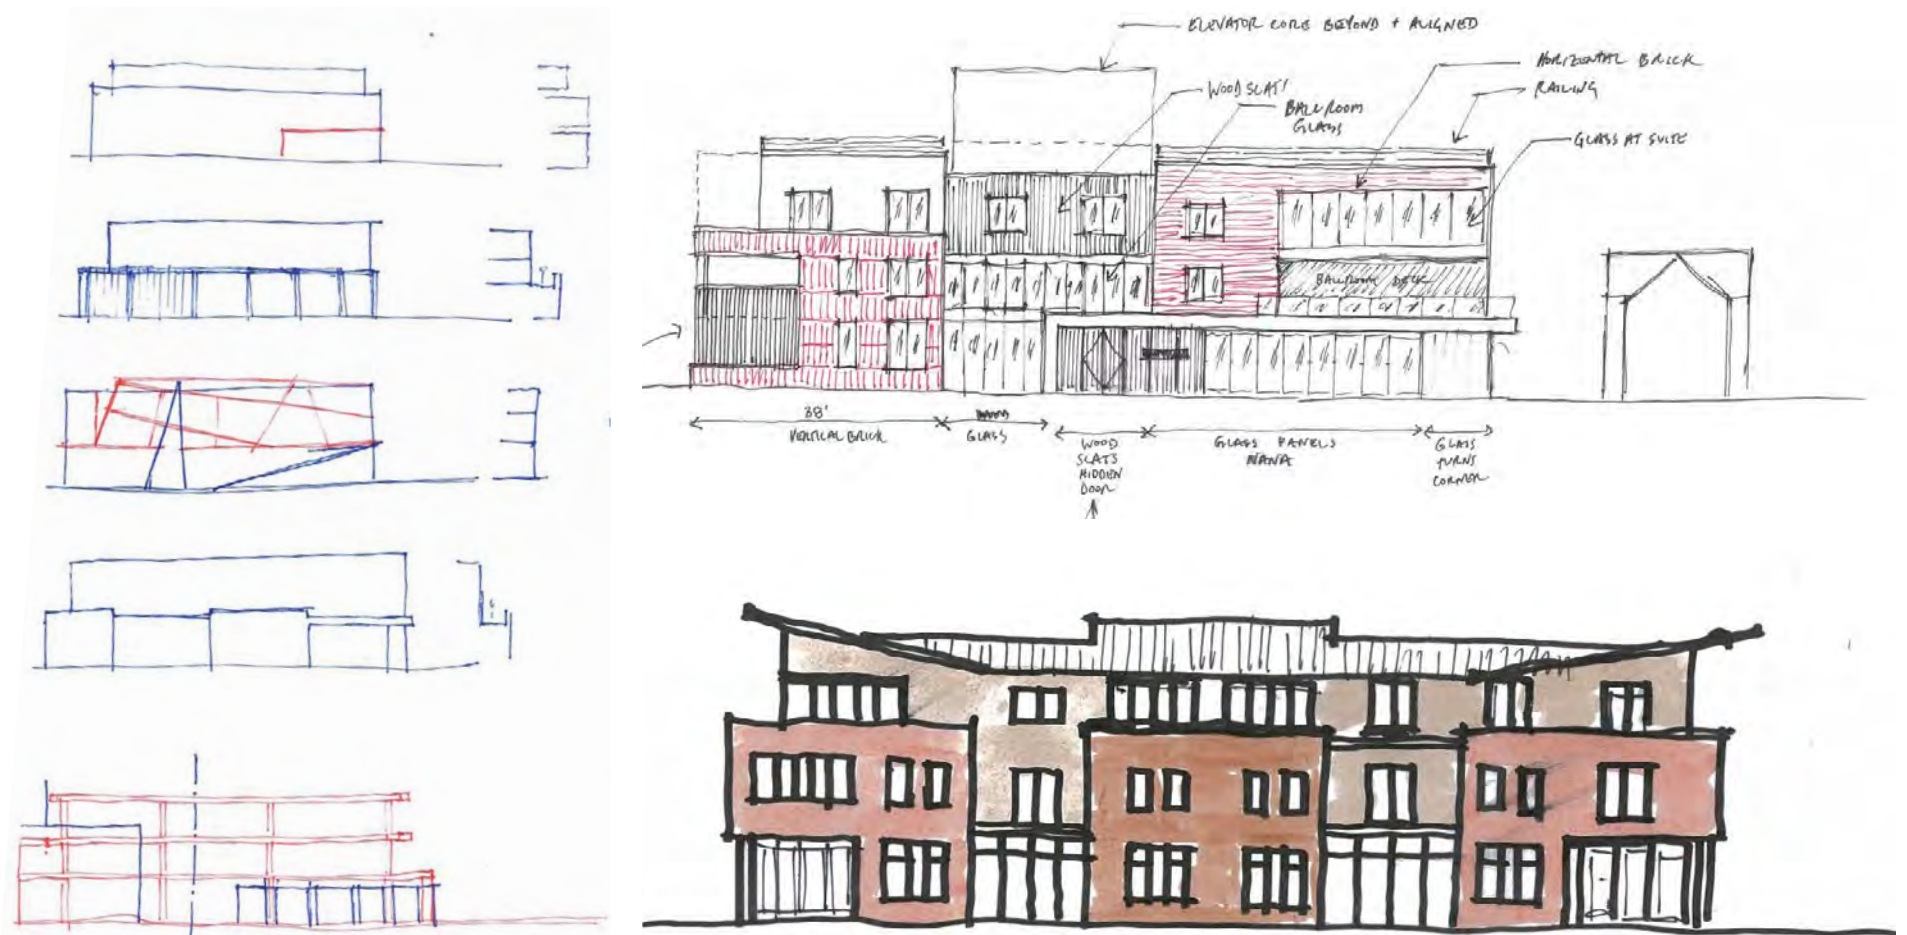 ELEVATOR CORE BEYOND + ALIGNED
HORIZONTAL BRICK
WOOD SLATS
RAILING
BALLROOM
GLASS
GLASS AT SUITE
BALLROOM DECK
38'
VERTICAL BRICK
GLASS
WOOD
SLATS
HIDDEN
DOOR
GLASS PANELS
NANA
GLASS
TURNS
CORNER